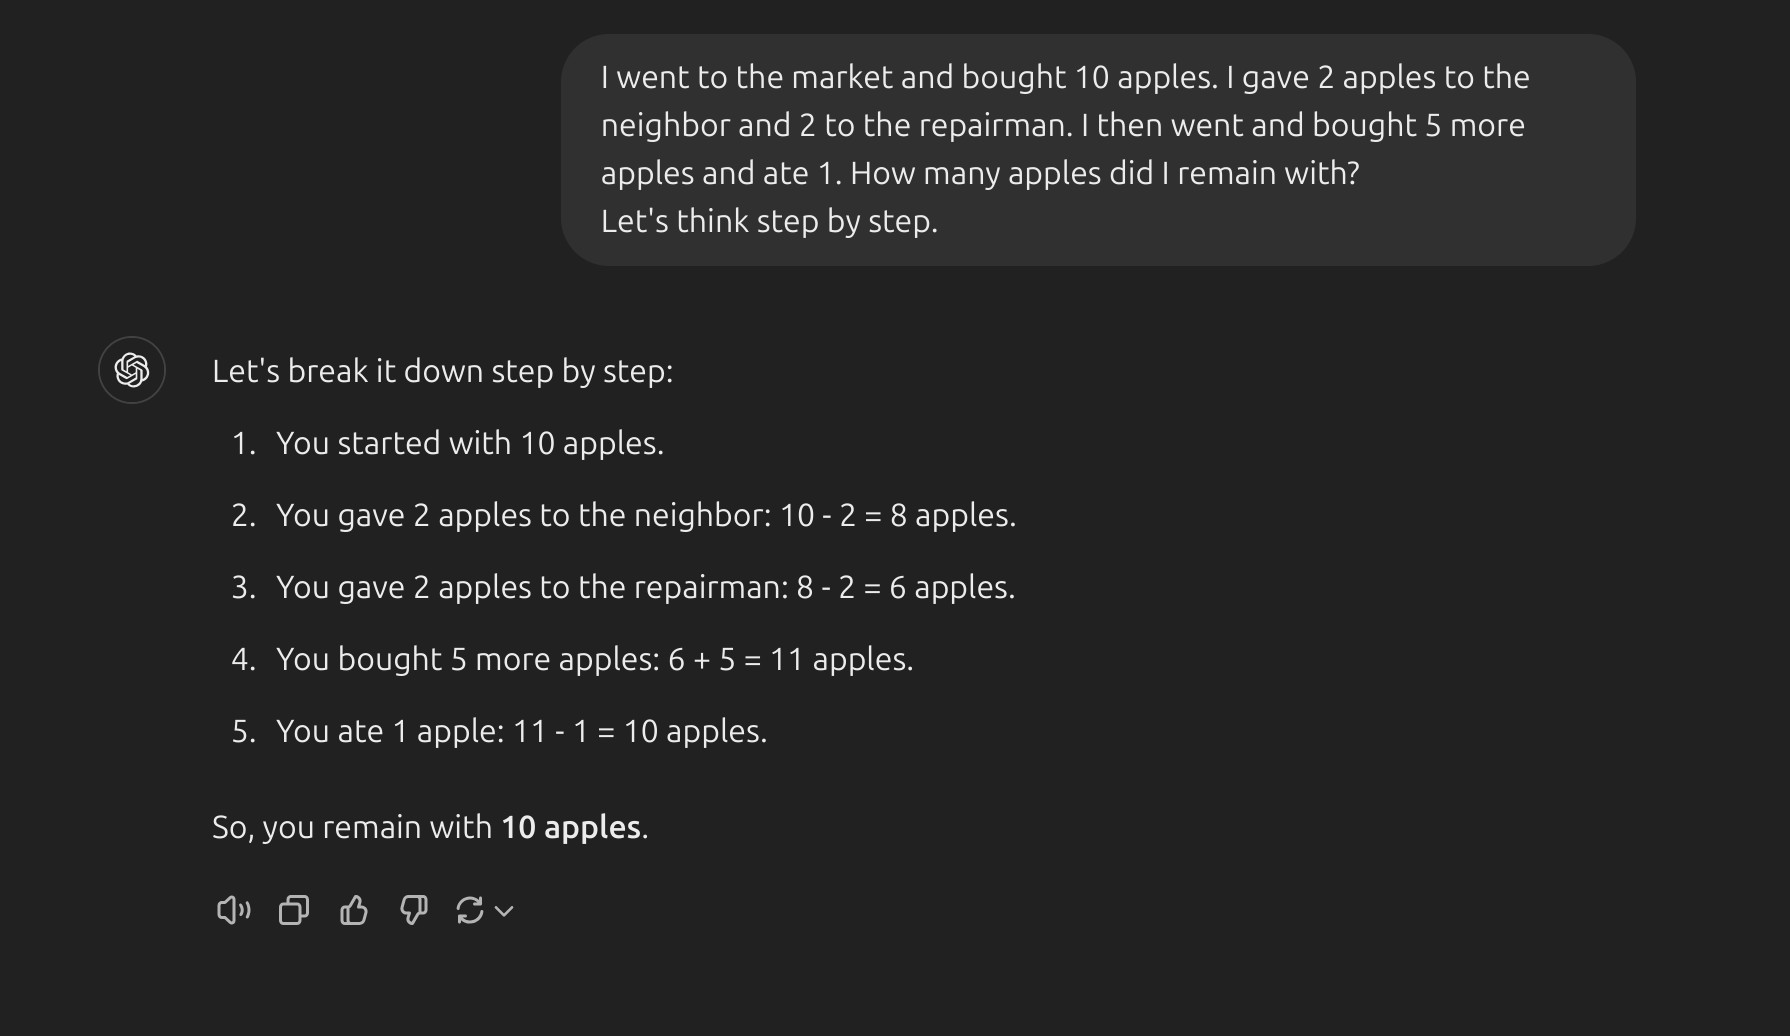 I went to the market and bought 10 apples. I gave 2 apples to the
neighbor and 2 to the repairman. I then went and bought 5 more
apples and ate 1. How many apples did I remain with?
Let's think step by step.
Let's break it down step by step:
1. You started with 10 apples.
2. You gave 2 apples to the neighbor: 10 - 2 = 8 apples.
3. You gave 2 apples to the repairman: 8 - 2 = 6 apples.
4. You bought 5 more apples: 6 + 5 = 11 apples.
5. You ate 1 apple: 11 - 1 = 10 apples.
So, you remain with 10 apples.